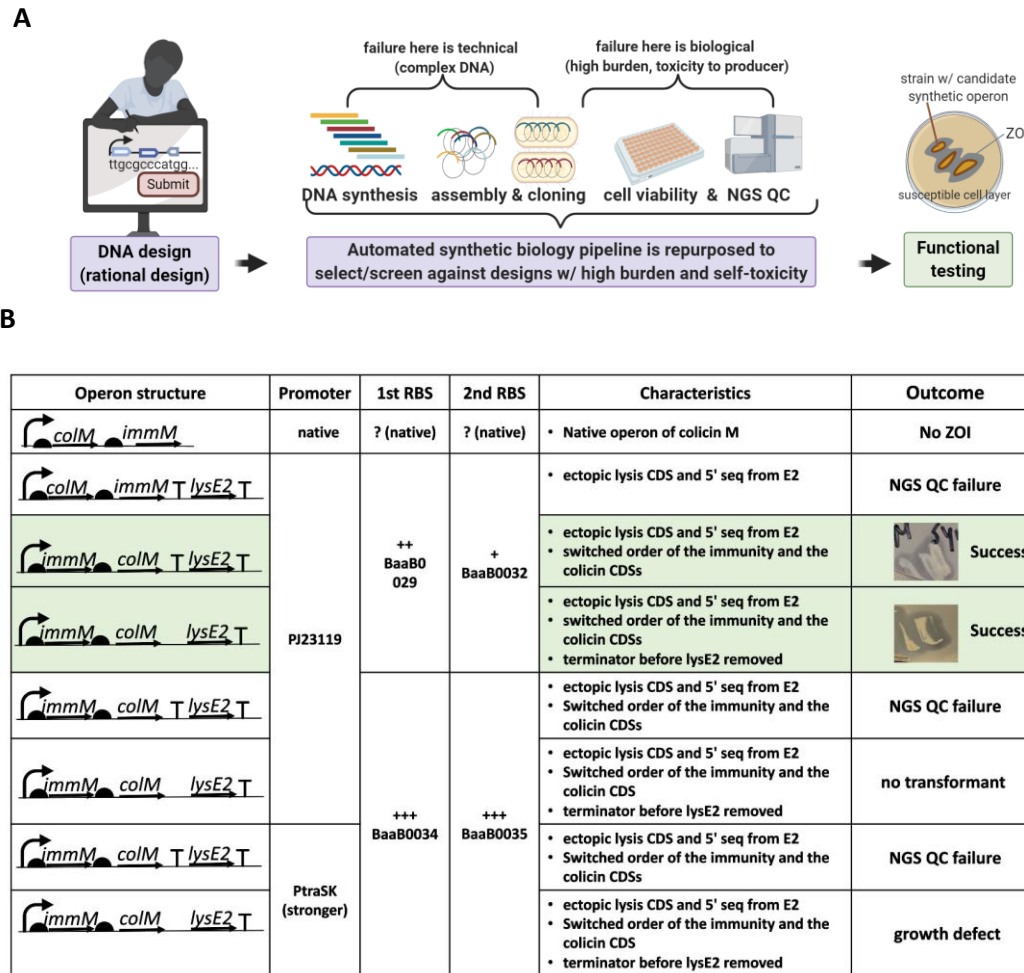 A
failure here is technical
(complex DNA)
failure here is biological
(high burden, toxicity to producer)
strain w/ candidate
synthetic operon
ZO
susceptible cell layer
ttgcgcccatgg...
Submit
DNA synthesis
assembly & cloning
cell viability & NGS QC
DNA design
(rational design)
Automated synthetic biology pipeline is repurposed to
select/screen against designs w/ high burden and self-toxicity
Functional
testing
B
Operon structure
Promoter
1st RBS
2nd RBS
Characteristics
Outcome
colM immM
native
? (native)
? (native)
• Native operon of colicin M
No ZOI
colM immM T lysE2 T
• ectopic lysis CDS and 5' seq from E2
NGS QC failure
immM colM T lysE2 T
PJ23119
++
BaaB0
029
+
BaaB0032
• ectopic lysis CDS and 5' seq from E2
• switched order of the immunity and the
colicin CDSs
Success
immM colM lysE2 T
• ectopic lysis CDS and 5' seq from E2
• switched order of the immunity and the
colicin CDSs
• terminator before lysE2 removed
Success
immM colM T lysE2 T
+++
BaaB0034
+++
BaaB0035
• ectopic lysis CDS and 5' seq from E2
• Switched order of the immunity and the
colicin CDSs
NGS QC failure
immM colM lysE2 T
• ectopic lysis CDS and 5' seq from E2
• Switched order of the immunity and the
colicin CDS
• terminator before lysE2 removed
no transformant
immM colM T lysE2 T
PtraSK
(stronger)
• ectopic lysis CDS and 5' seq from E2
• Switched order of the immunity and the
colicin CDSs
NGS QC failure
immM colM lysE2 T
• ectopic lysis CDS and 5' seq from E2
• Switched order of the immunity and the
colicin CDS
• terminator before lysE2 removed
growth defect